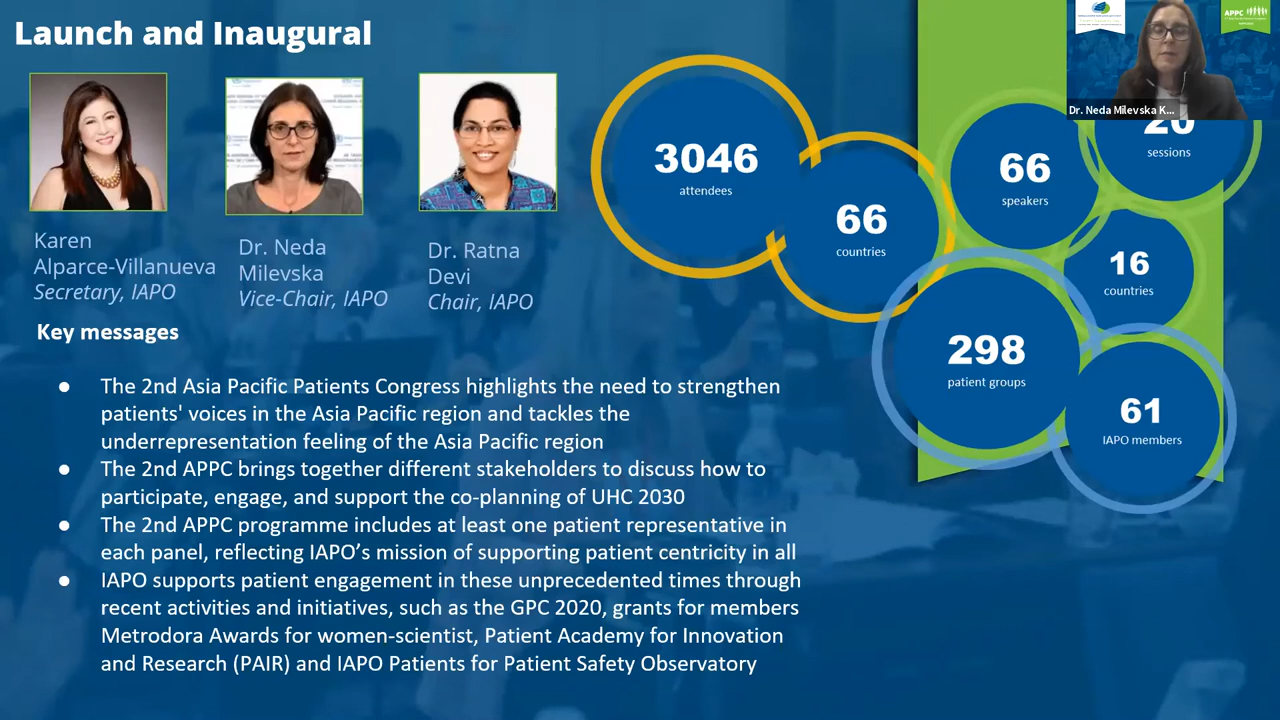 Launch and Inaugural
Karen
Alparce-Villanueva
Secretary, IAPO
Dr. Neda
Milevska
Vice-Chair, IAPO
Dr. Ratna
Devi
Chair, IAPO
Key messages
● The 2nd Asia Pacific Patients Congress highlights the need to strengthen
patients' voices in the Asia Pacific region and tackles the
underrepresentation feeling of the Asia Pacific region
● The 2nd APPC brings together different stakeholders to discuss how to
participate, engage, and support the co-planning of UHC 2030
● The 2nd APPC programme includes at least one patient representative in
each panel, reflecting IAPO’s mission of supporting patient centricity in all
● IAPO supports patient engagement in these unprecedented times through
recent activities and initiatives, such as the GPC 2020, grants for members
Metrodora Awards for women-scientist, Patient Academy for Innovation
and Research (PAIR) and IAPO Patients for Patient Safety Observatory
3046
attendees
66
countries
66
speakers
20
sessions
16
countries
298
patient groups
61
IAPO members
APPC
Dr. Neda Milevska K...